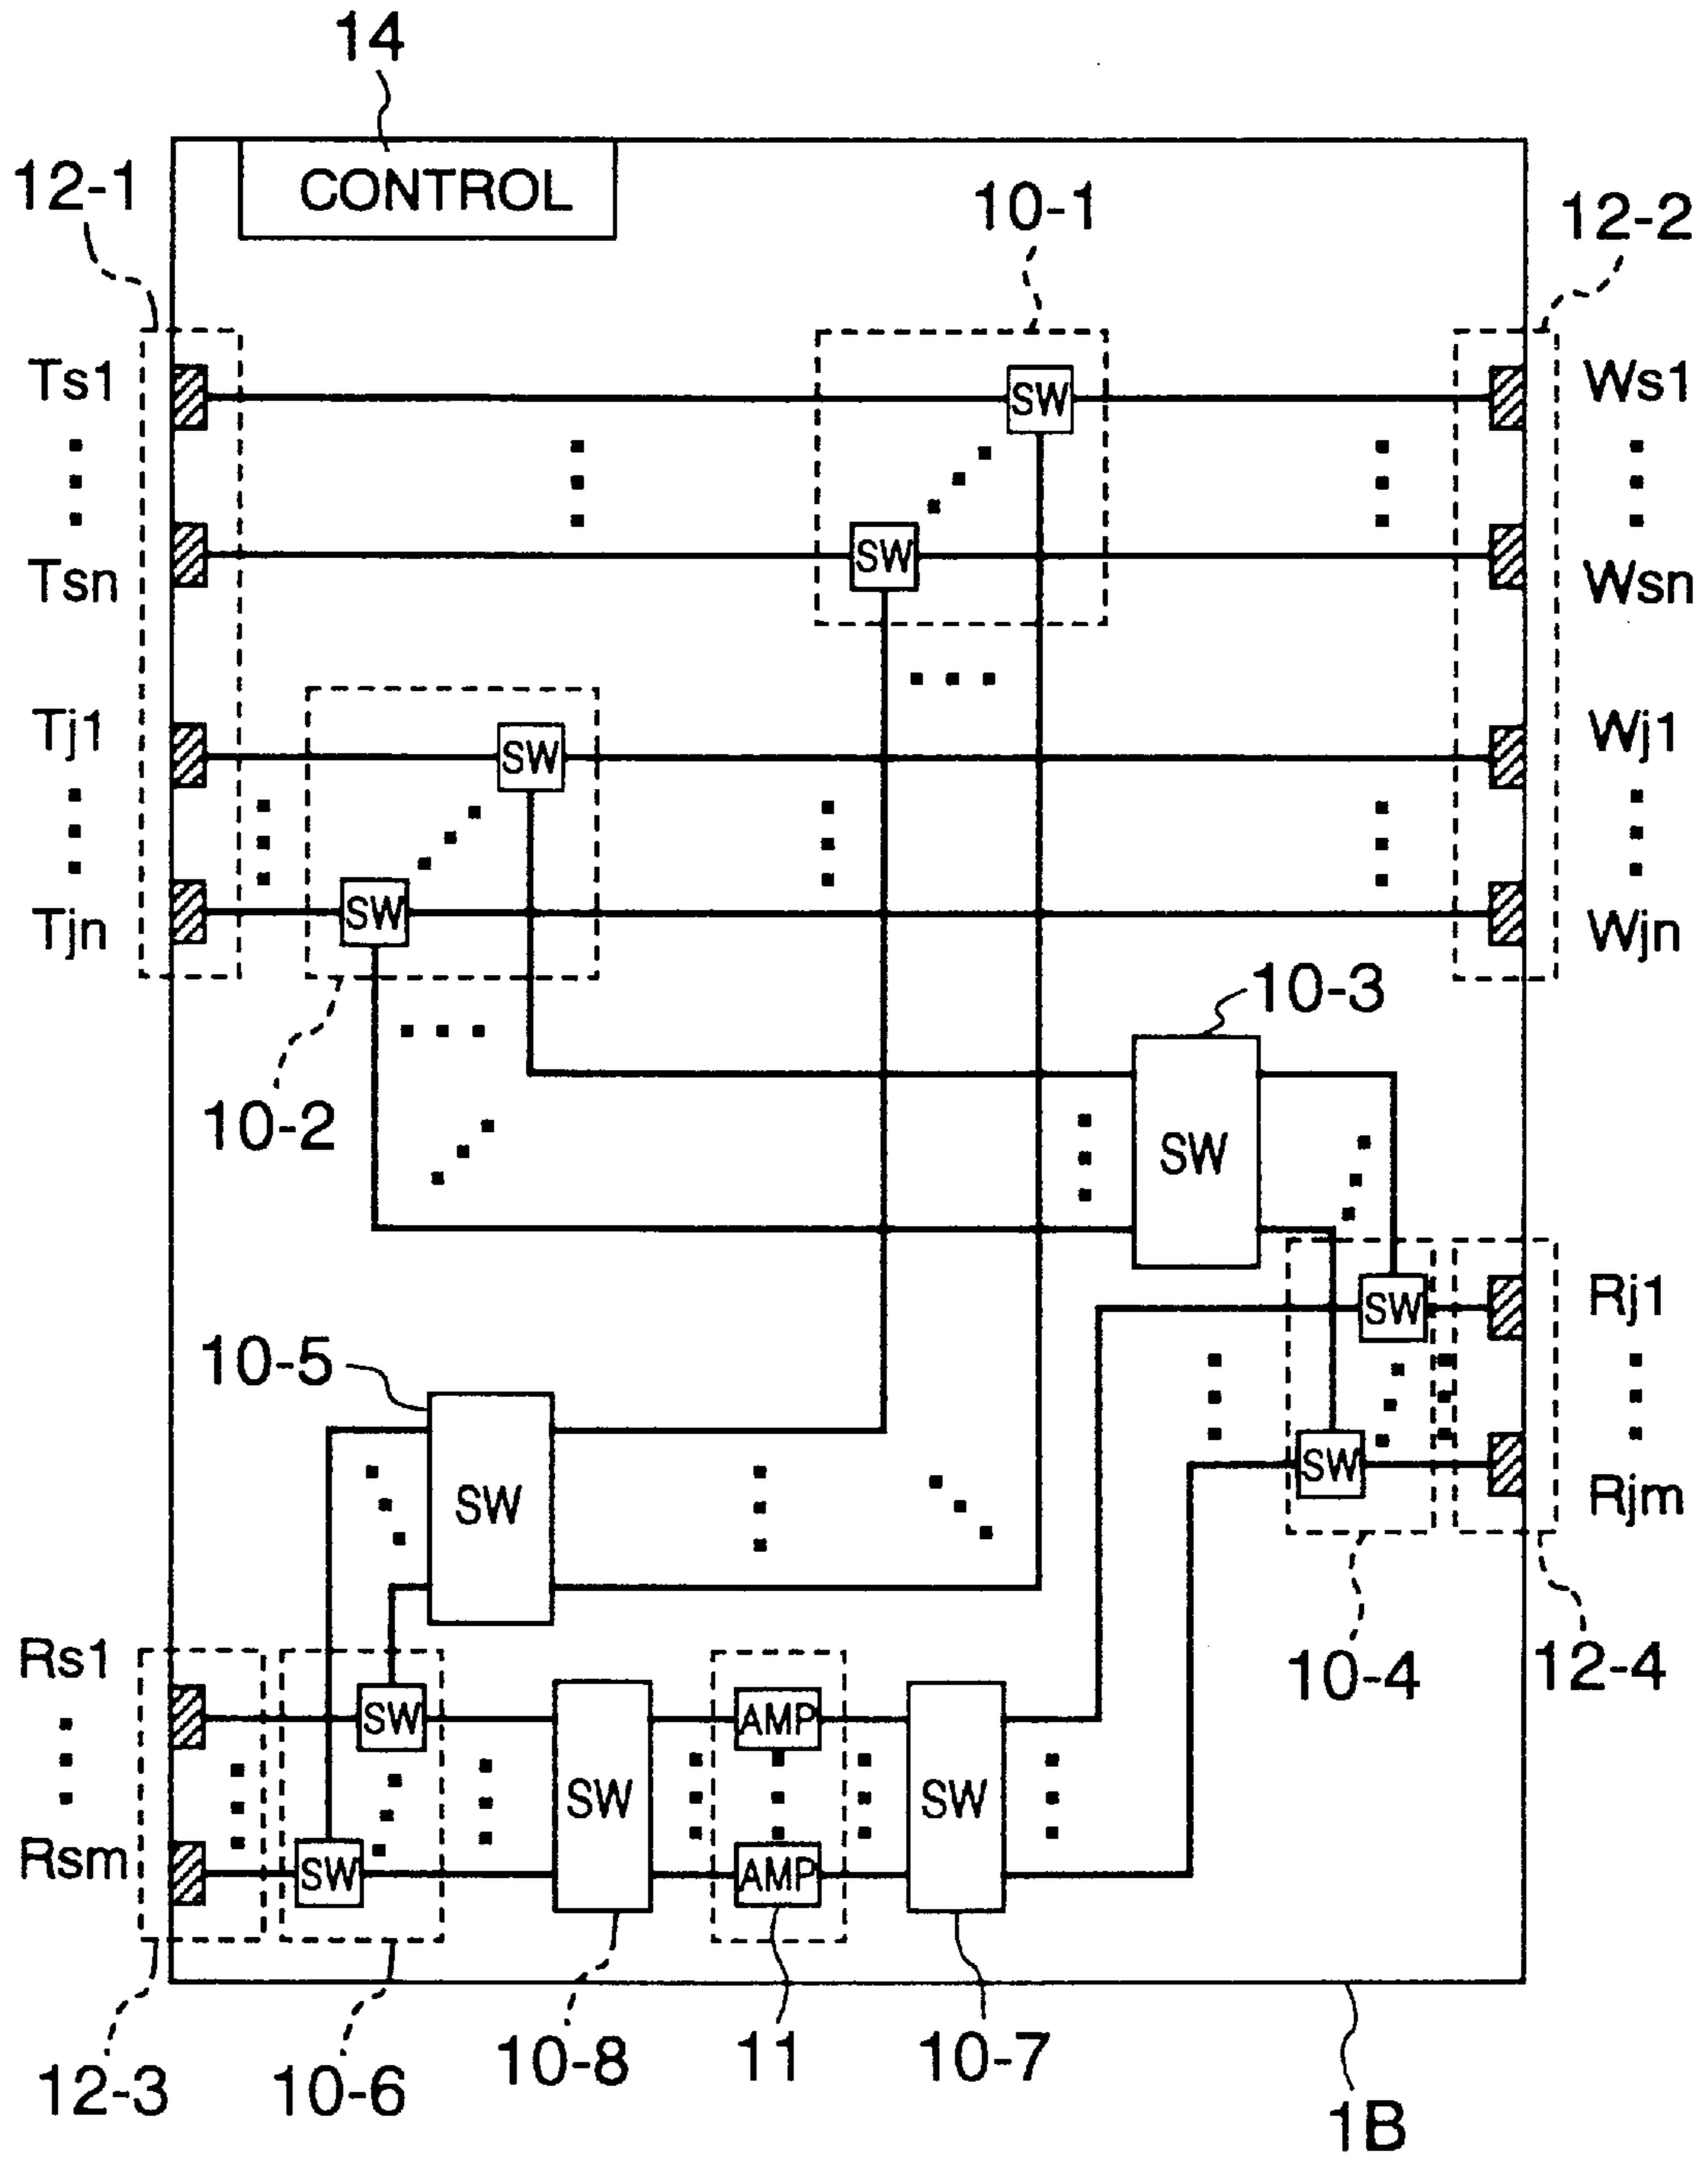 14
CONTROL
12-1
10-1
12-2
Ts1
SW
Ws1
Tsn
SW
Wsn
Tj1
SW
Wj1
Tjn
SW
Wjn
10-3
10-2
SW
SW
Rj1
10-5
SW
SW
Rjm
Rs1
10-4
12-4
SW
AMP
SW
SW
Rsm
SW
AMP
12-3
10-6
10-8
11
10-7
1B